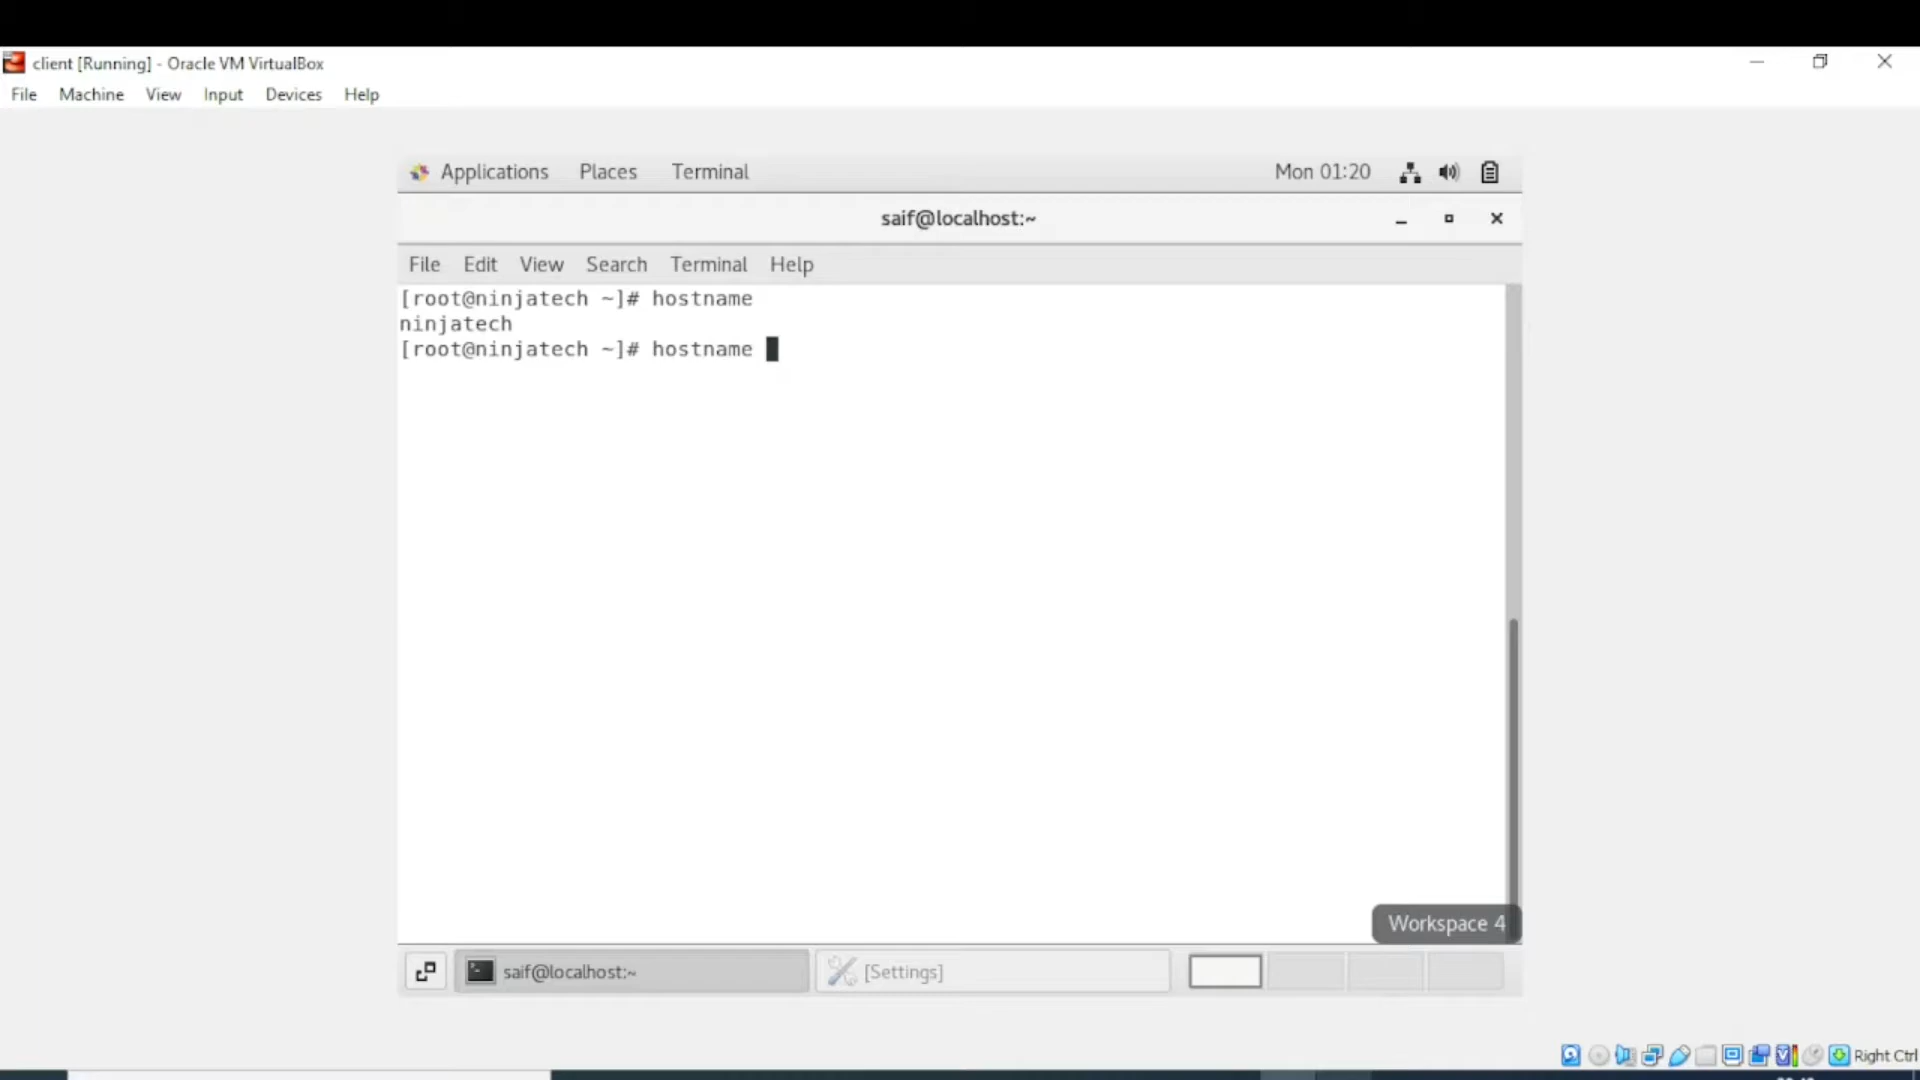 client [Running] - Oracle VM VirtualBox
File Machine View Input Devices Help
Applications Places Terminal Mon 01:20
saif@localhost:~
File Edit View Search Terminal Help
[root@ninjatech ~]# hostname
ninjatech
[root@ninjatech ~]# hostname
Workspace 4
saif@localhost:~ [Settings]
Right Ctrl